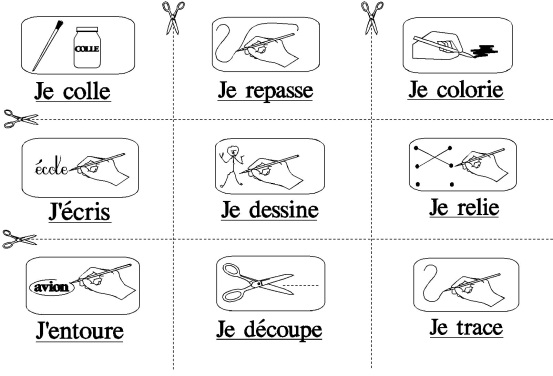 COLLE
Je colle
Je repasse
Je colorie
école
J'écris
Je dessine
Je relie
avion
J'entoure
Je découpe
Je trace